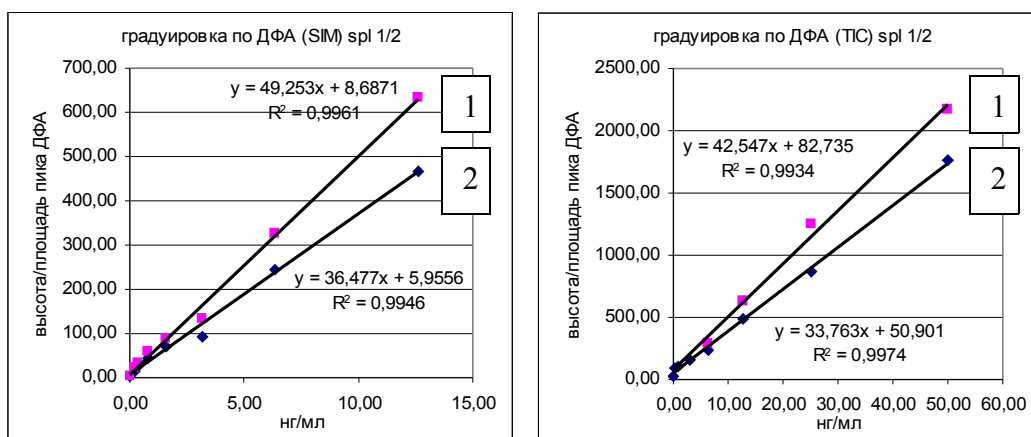 градуировка по ДФА (SIM) spl 1/2
высота/площадь пика ДФА
700,00
600,00
500,00
400,00
300,00
200,00
100,00
0,00
y = 49,253x + 8,6871
R² = 0,9961
1
2
y = 36,477x + 5,9556
R² = 0,9946
0,00 5,00 10,00 15,00
нг/мл
градуировка по ДФА (TIC) spl 1/2
высота/площадь пика ДФА
2500,00
2000,00
1500,00
1000,00
500,00
0,00
y = 42,547x + 82,735
R² = 0,9934
1
2
y = 33,763x + 50,901
R² = 0,9974
0,00 10,00 20,00 30,00 40,00 50,00 60,00
нг/мл